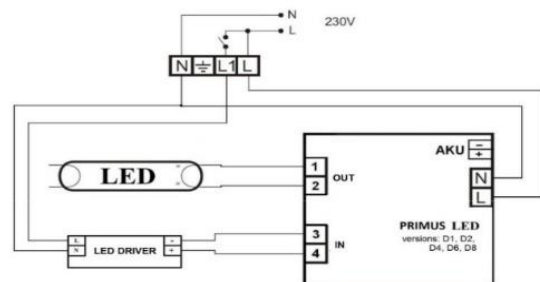 N
L
230V
N L1 L
LED
1
2
OUT
AKU
-
+
N
L
PRIMUS LED
versions: D1, D2,
D4, D6, D8
3
4
IN
L
N
LED DRIVER
-
+